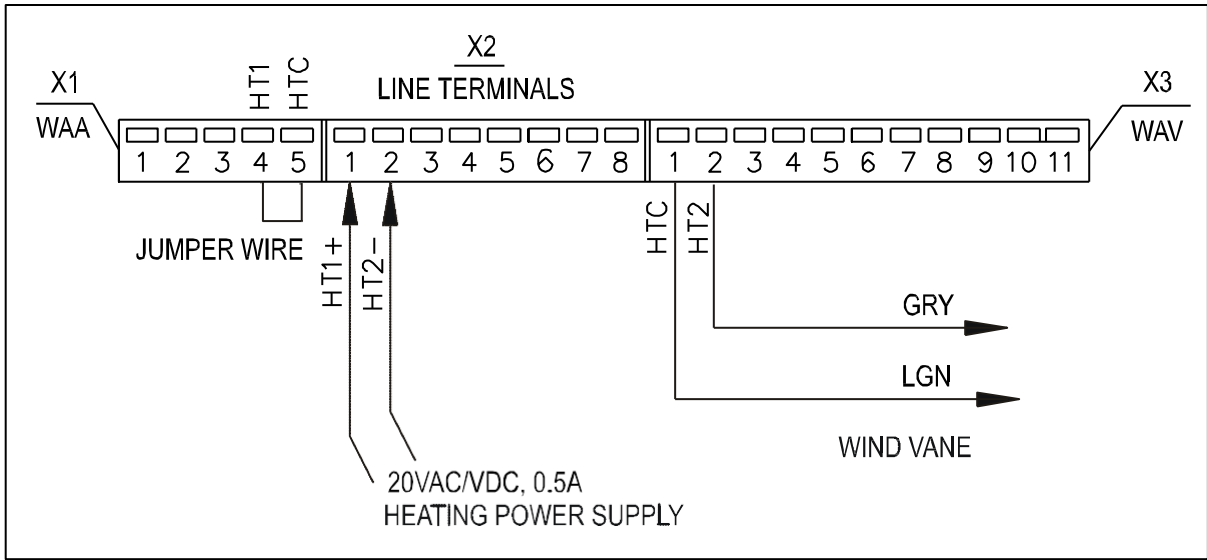 X1
WAA
HT1
HTC
X2
LINE TERMINALS
X3
WAV
1 2 3 4 5 1 2 3 4 5 6 7 8 1 2 3 4 5 6 7 8 9 10 11
JUMPER WIRE
HT1+
HT2-
HTC
HT2
GRY
LGN
WIND VANE
20VAC/VDC, 0.5A
HEATING POWER SUPPLY